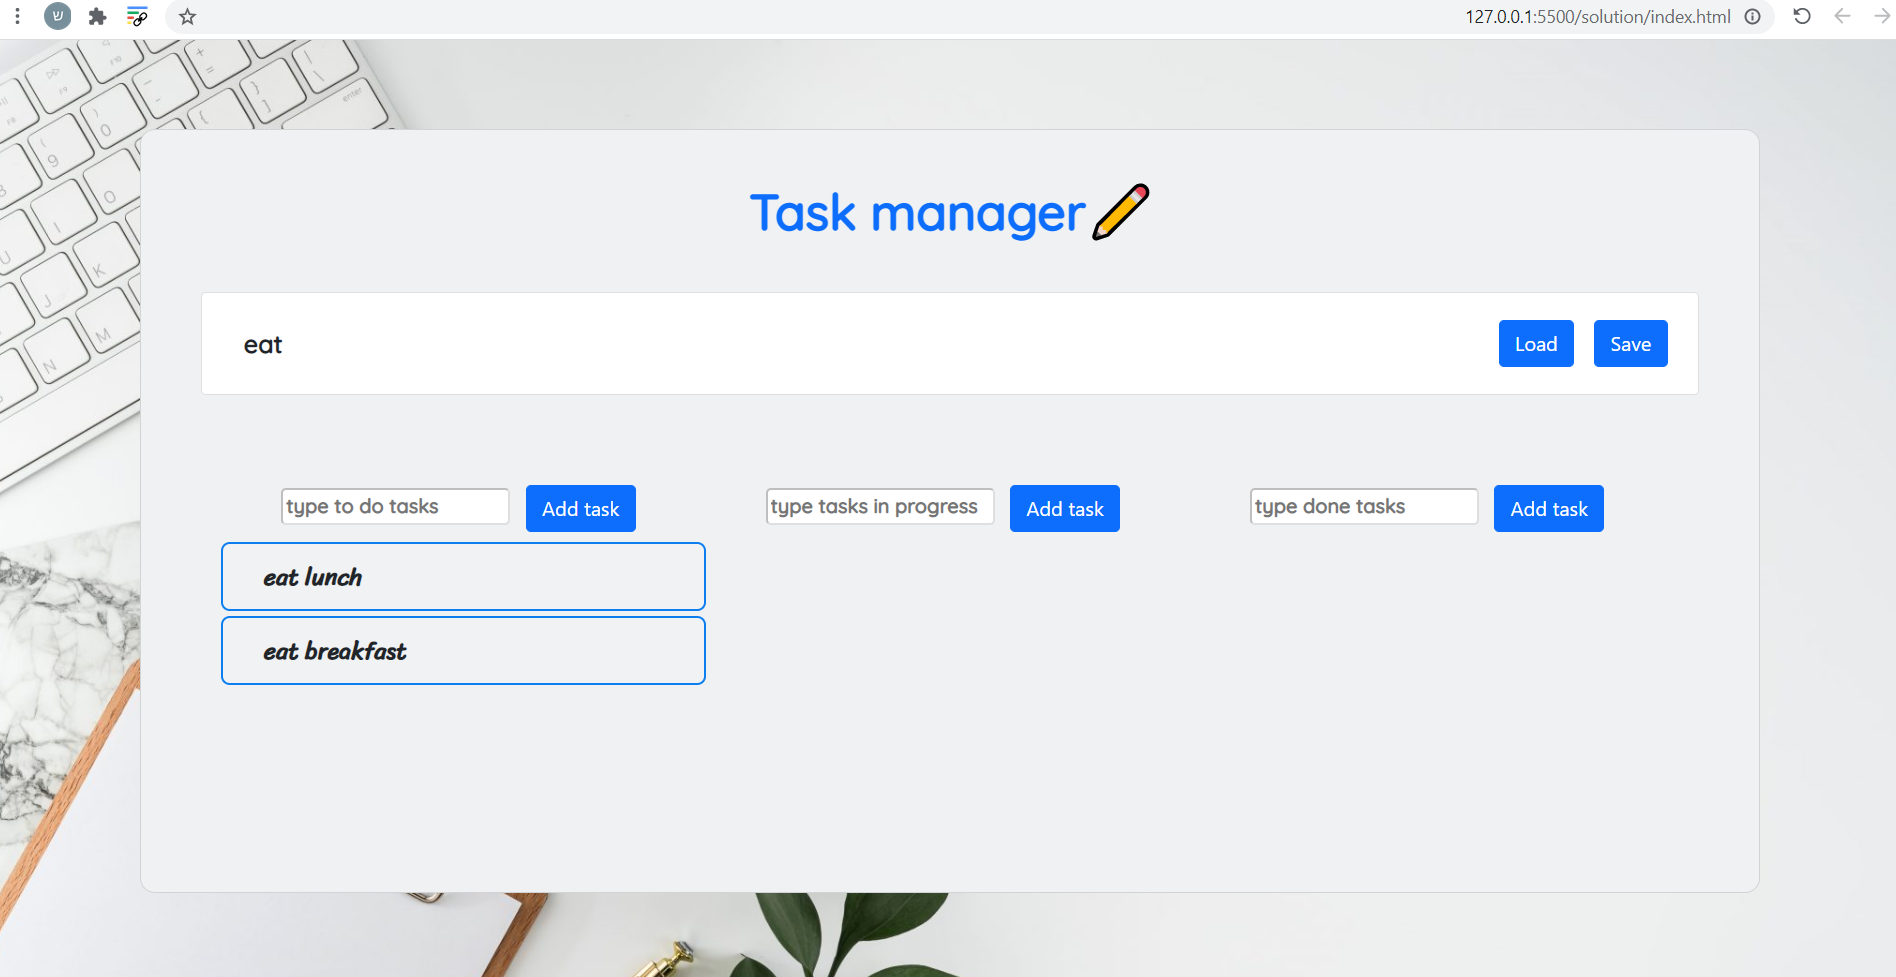 ש
127.0.0.1:5500/solution/index.html
Task manager
eat
Load
Save
type to do tasks
Add task
type tasks in progress
Add task
type done tasks
Add task
eat lunch
eat breakfast
enter